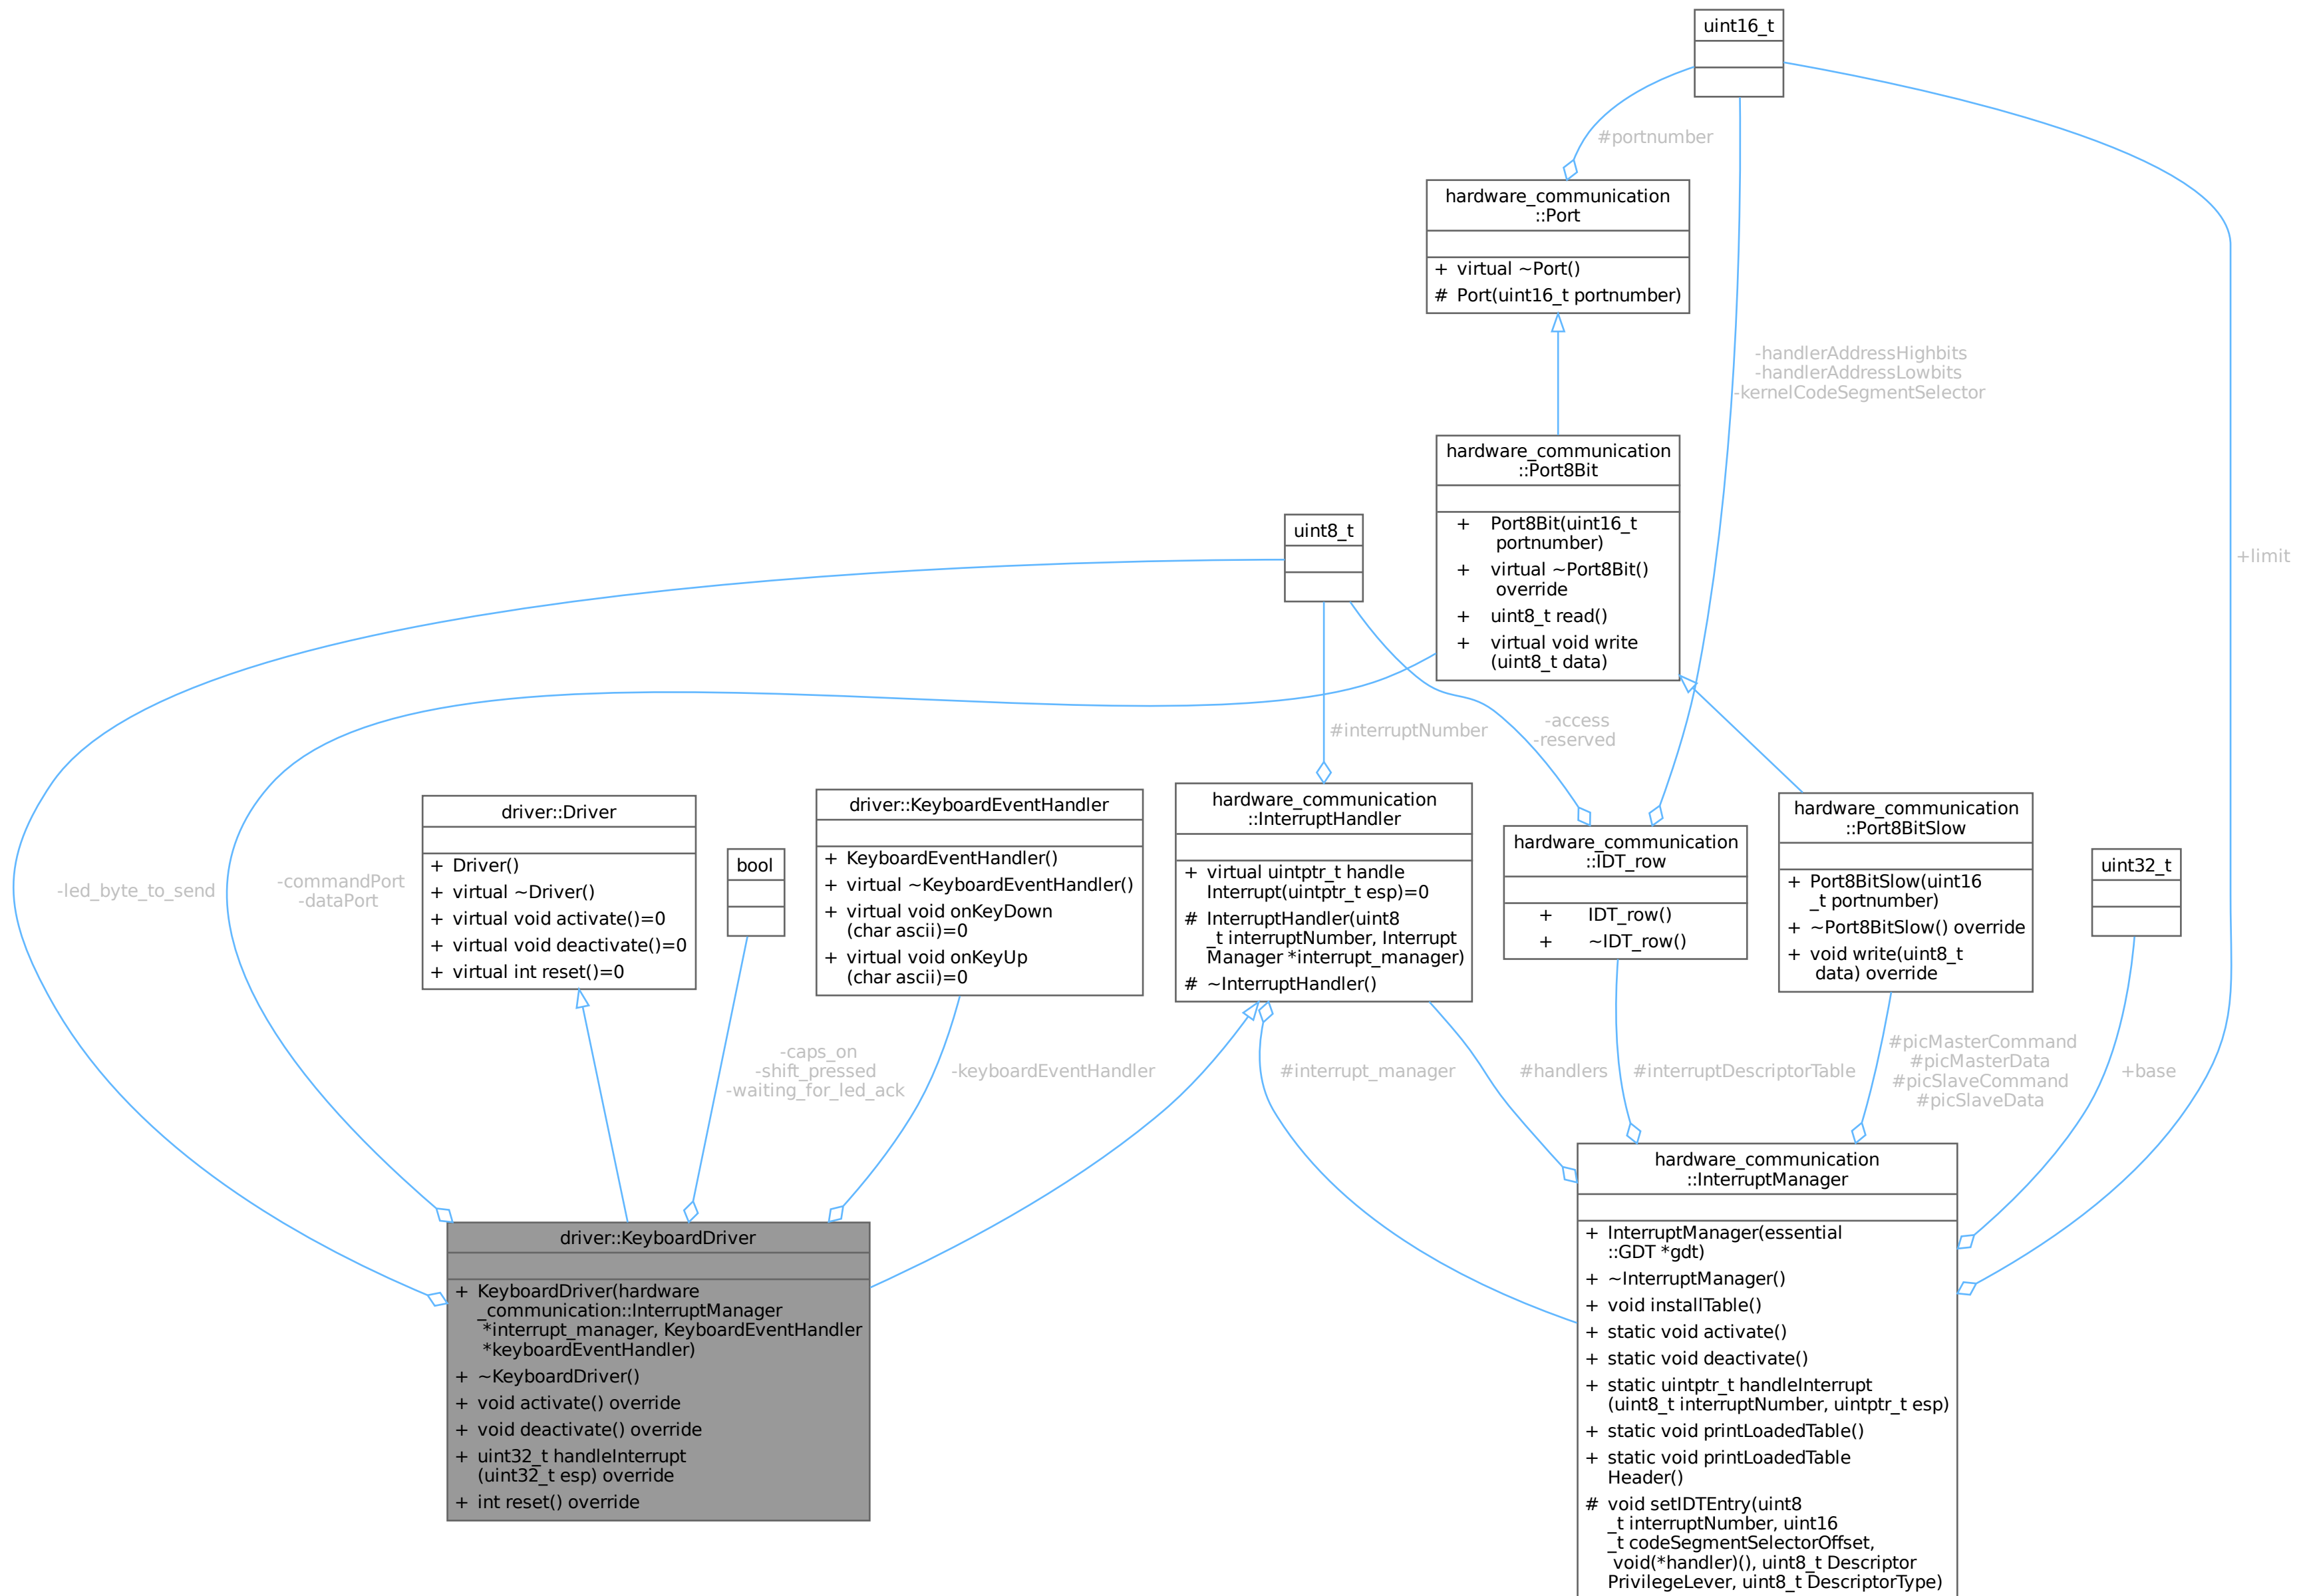 uint16_t
#portnumber
hardware_communication
::Port
+ virtual ~Port()
# Port(uint16_t portnumber)
-handlerAddressHighbits
-handlerAddressLowbits
-kernelCodeSegmentSelector
+limit
hardware_communication
::Port8Bit
+ Port8Bit(uint16_t
portnumber)
+ virtual ~Port8Bit()
override
+ uint8_t read()
+ virtual void write
(uint8_t data)
uint8_t
#interruptNumber
-access
-reserved
-led_byte_to_send
-commandPort
-dataPort
driver::Driver
+ Driver()
+ virtual ~Driver()
+ virtual void activate()=0
+ virtual void deactivate()=0
+ virtual int reset()=0
bool
driver::KeyboardEventHandler
+ KeyboardEventHandler()
+ virtual ~KeyboardEventHandler()
+ virtual void onKeyDown
(char ascii)=0
+ virtual void onKeyUp
(char ascii)=0
hardware_communication
::InterruptHandler
+ virtual uintptr_t handle
Interrupt(uintptr_t esp)=0
# InterruptHandler(uint8
_t interruptNumber, Interrupt
Manager *interrupt_manager)
# ~InterruptHandler()
hardware_communication
::IDT_row
+ IDT_row()
+ ~IDT_row()
hardware_communication
::Port8BitSlow
+ Port8BitSlow(uint16
_t portnumber)
+ ~Port8BitSlow() override
+ void write(uint8_t
data) override
uint32_t
-caps_on
-shift_pressed
-waiting_for_led_ack
-keyboardEventHandler
#interrupt_manager
#handlers
#interruptDescriptorTable
#picMasterCommand
#picMasterData
#picSlaveCommand
#picSlaveData
+base
driver::KeyboardDriver
+ KeyboardDriver(hardware
_communication::InterruptManager
*interrupt_manager, KeyboardEventHandler
*keyboardEventHandler)
+ ~KeyboardDriver()
+ void activate() override
+ void deactivate() override
+ uint32_t handleInterrupt
(uint32_t esp) override
+ int reset() override
hardware_communication
::InterruptManager
+ InterruptManager(essential
::GDT *gdt)
+ ~InterruptManager()
+ void installTable()
+ static void activate()
+ static void deactivate()
+ static uintptr_t handleInterrupt
(uint8_t interruptNumber, uintptr_t esp)
+ static void printLoadedTable()
+ static void printLoadedTable
Header()
# void setIDTEntry(uint8
_t interruptNumber, uint16
_t codeSegmentSelectorOffset,
void(*handler)(), uint8_t Descriptor
PrivilegeLever, uint8_t DescriptorType)